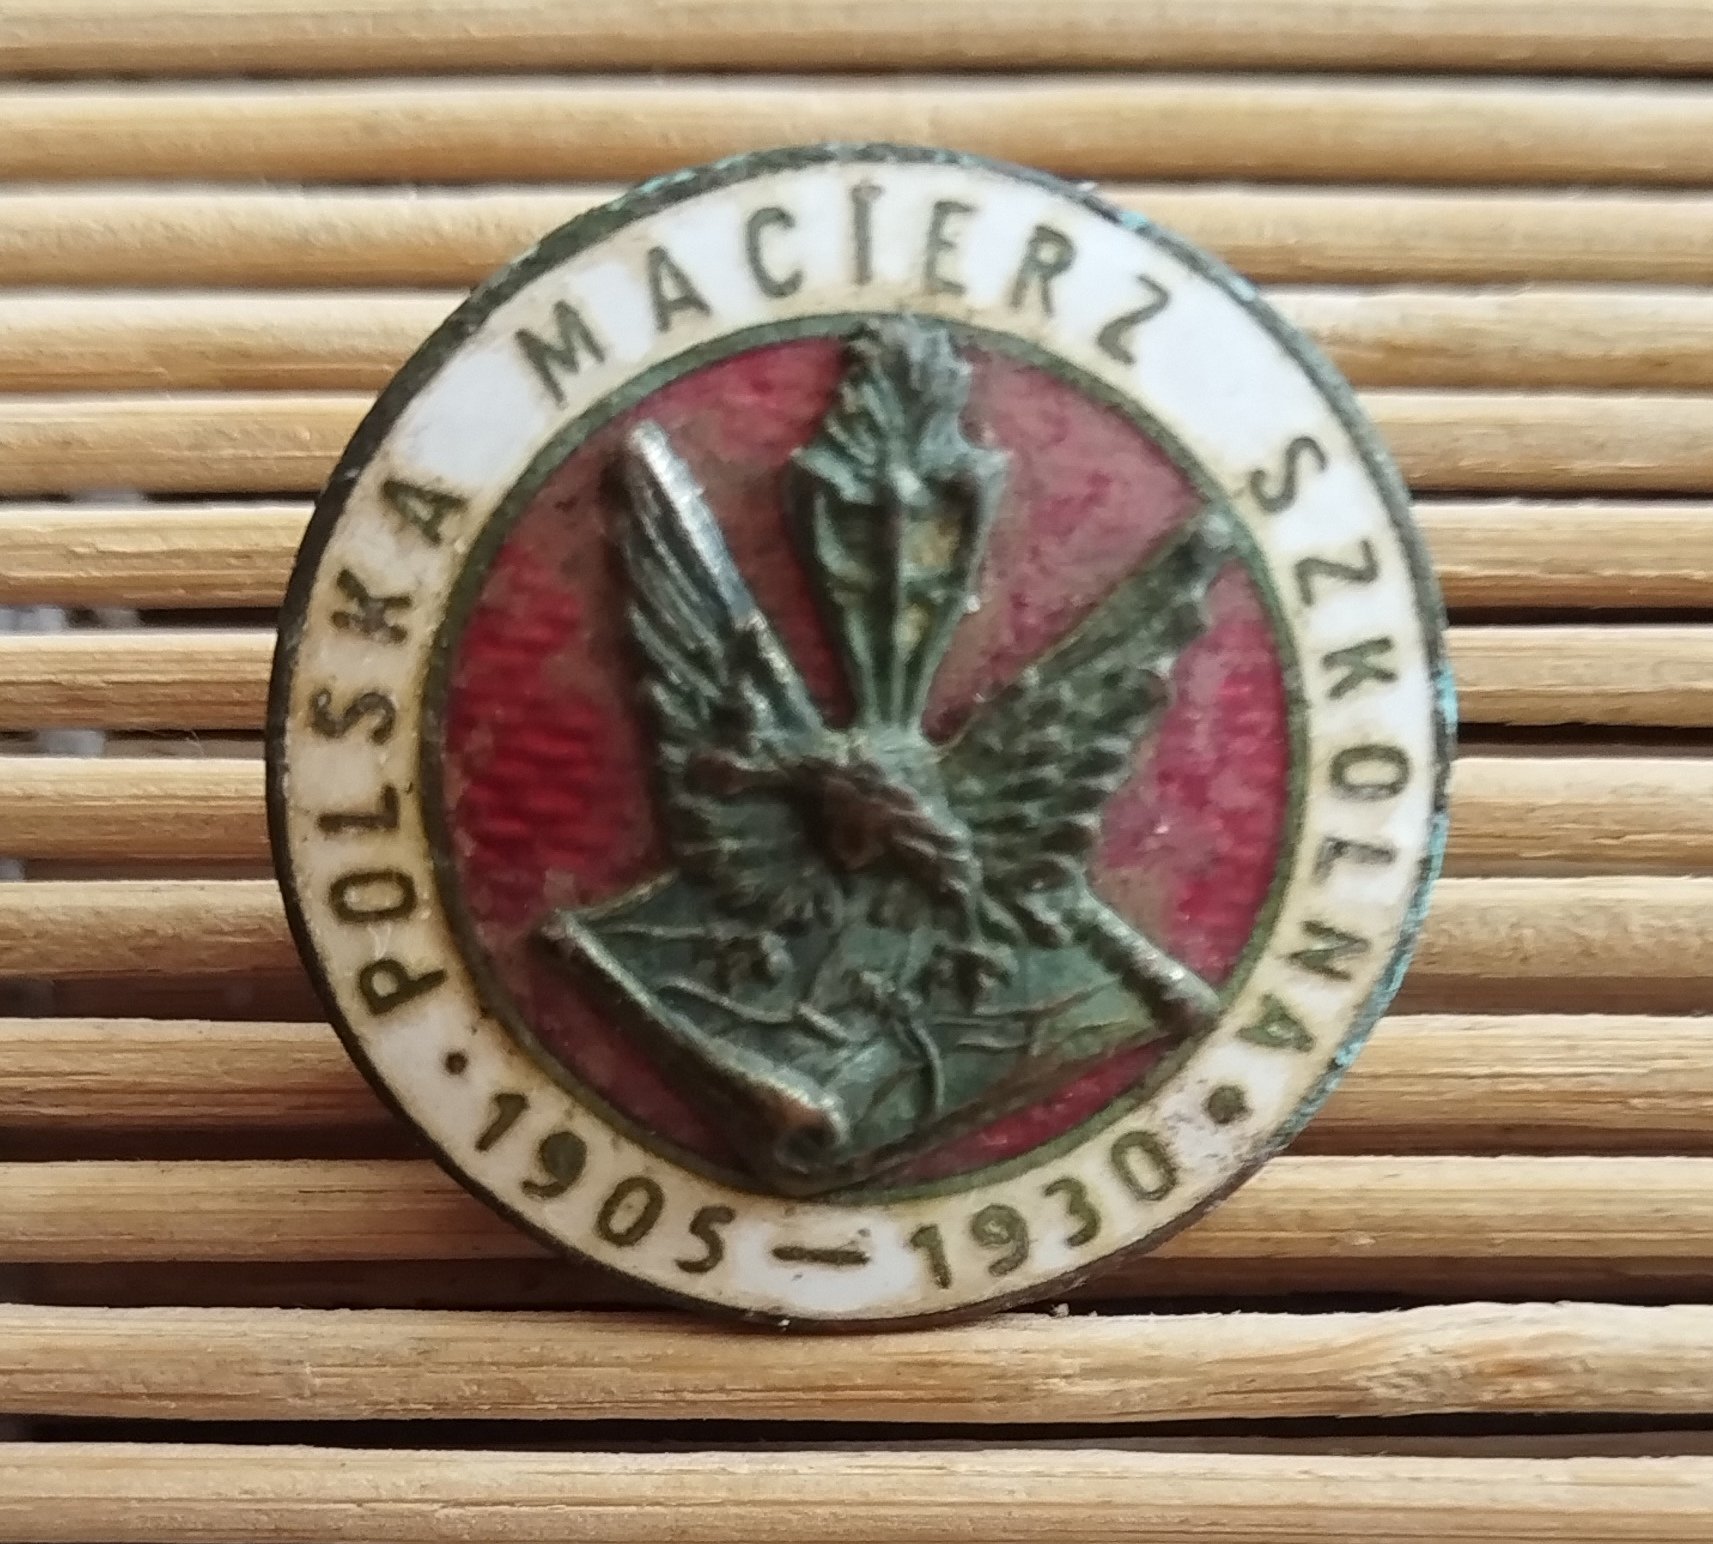 POLSKA MACIERZ SZKOLNA
• 1905 — 1930 •